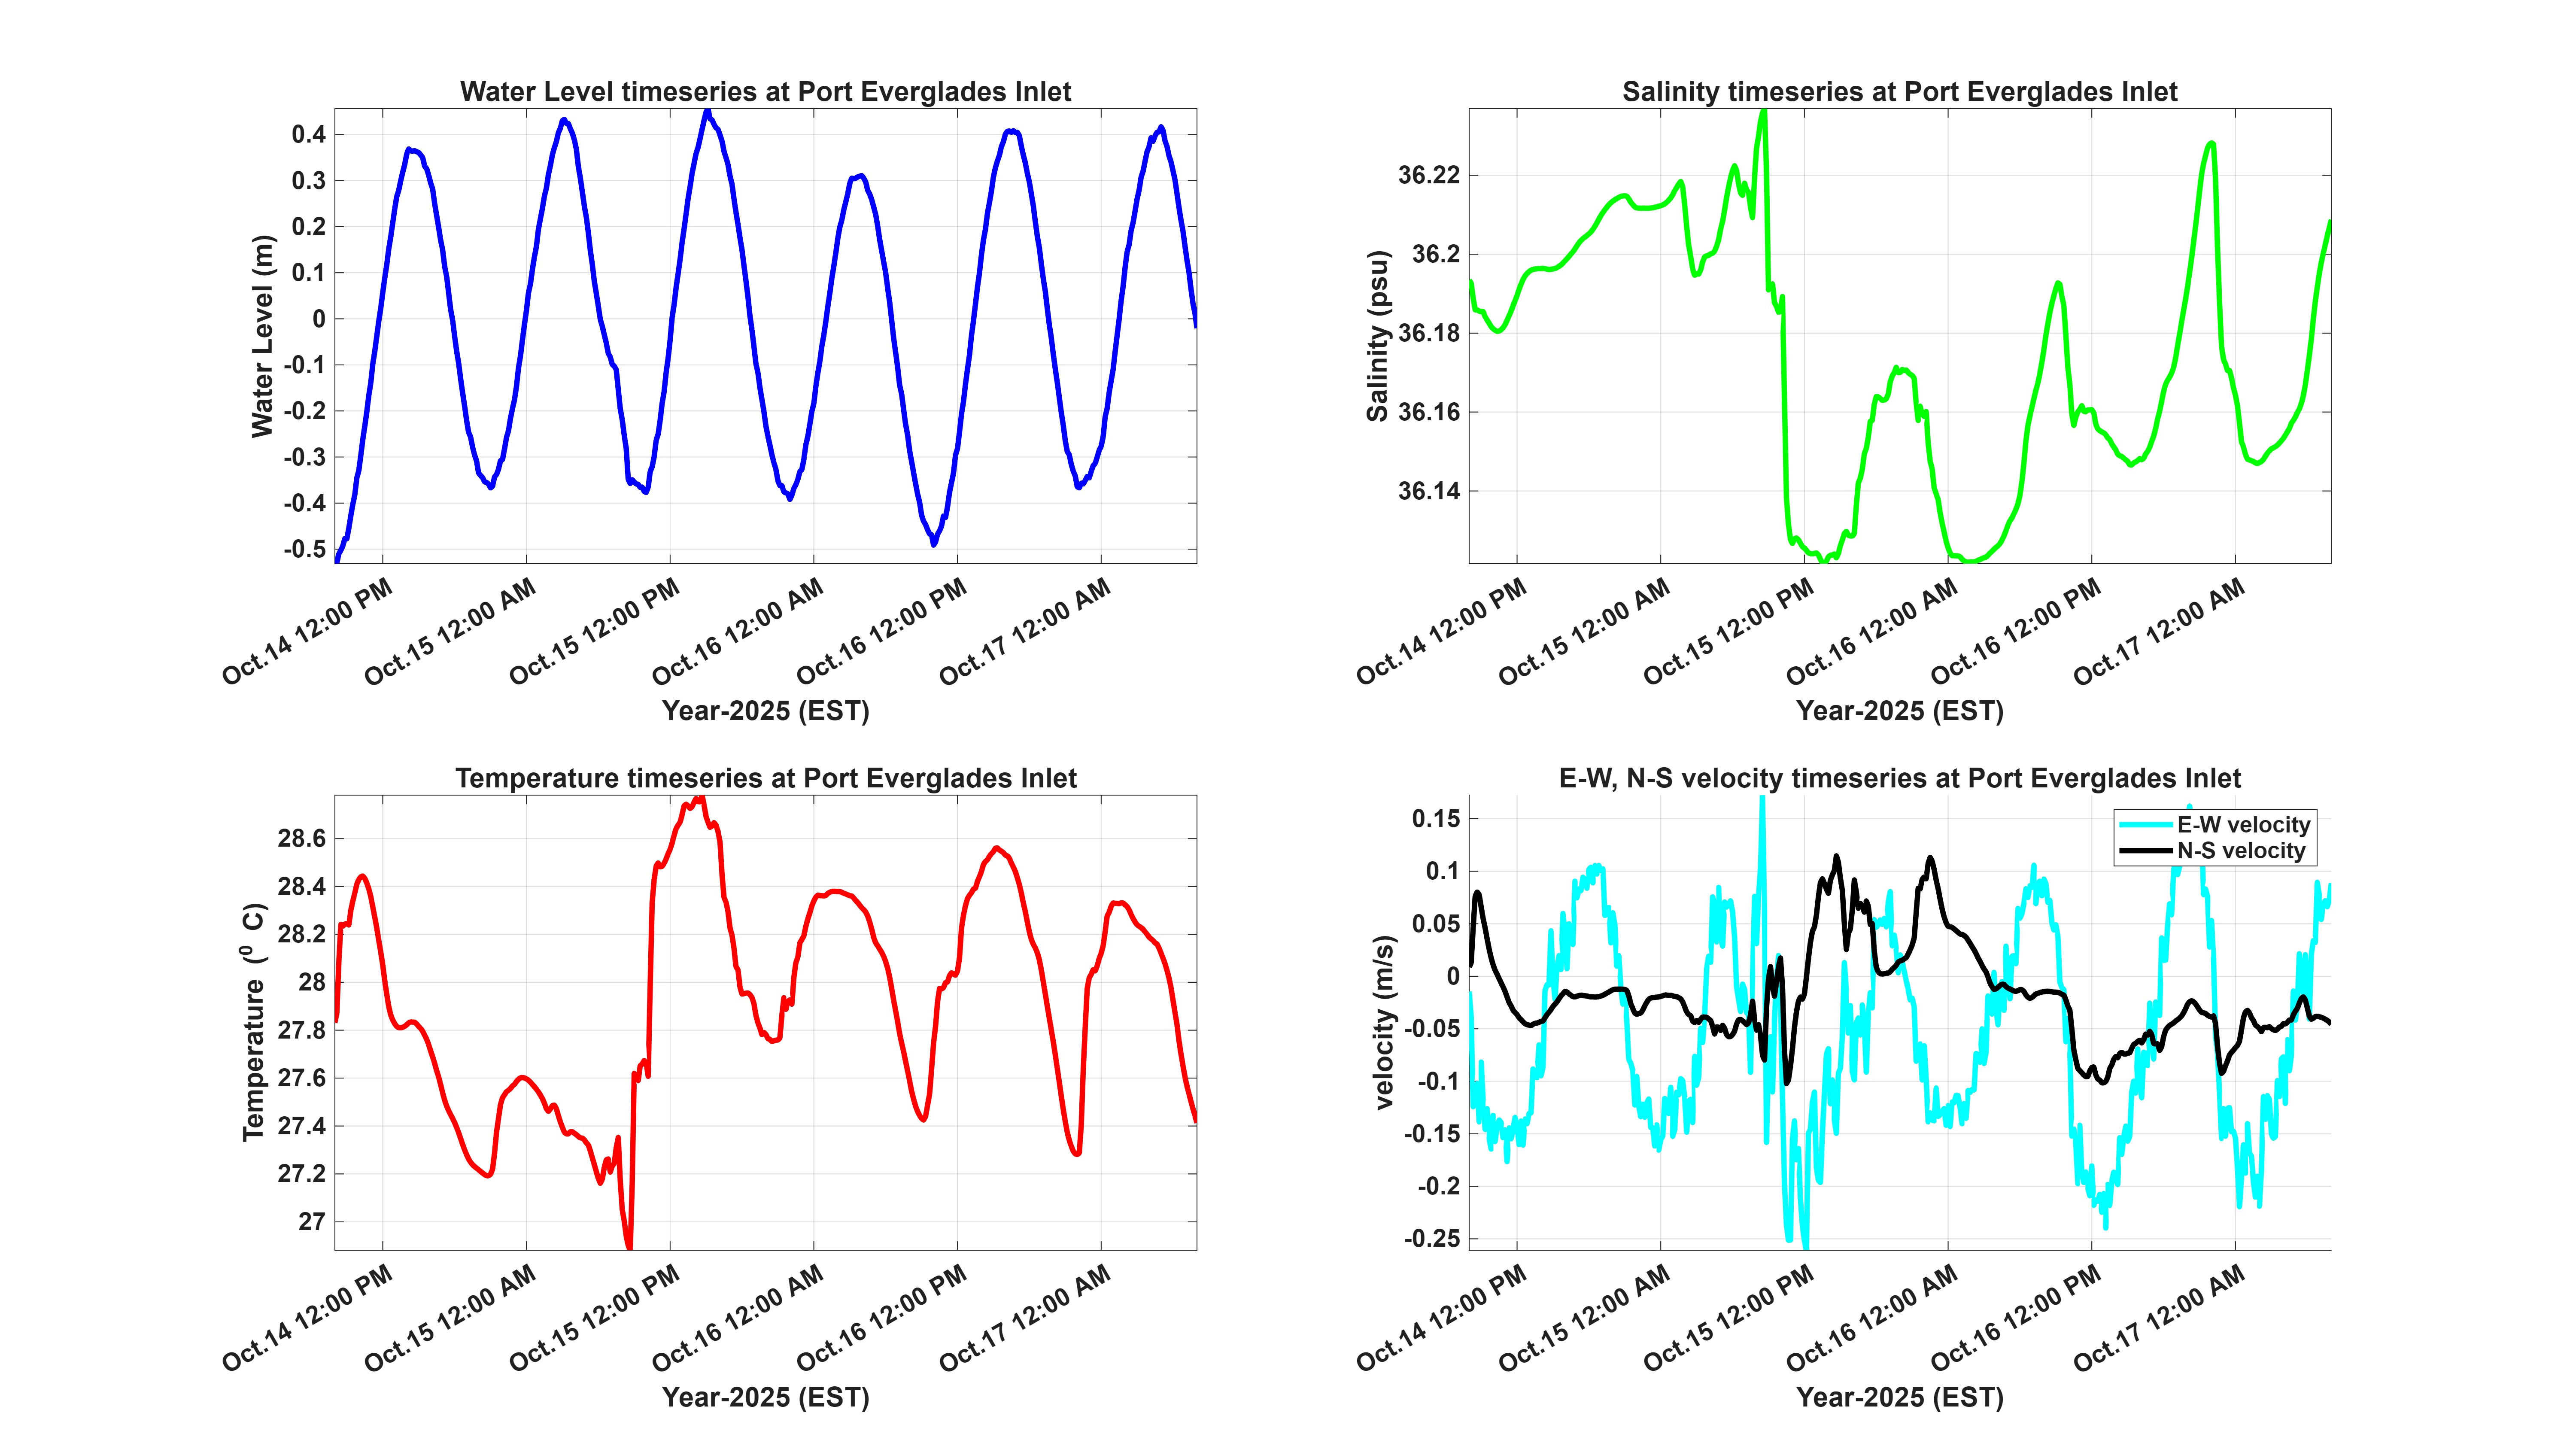 Water Level timeseries at Port Everglades Inlet
Water Level (m)
0.4
0.3
0.2
0.1
0
-0.1
-0.2
-0.3
-0.4
-0.5
Oct.14 12:00 PM
Oct.15 12:00 AM
Oct.15 12:00 PM
Oct.16 12:00 AM
Oct.16 12:00 PM
Oct.17 12:00 AM
Year-2025 (EST)
Salinity timeseries at Port Everglades Inlet
Salinity (psu)
36.22
36.2
36.18
36.16
36.14
Oct.14 12:00 PM
Oct.15 12:00 AM
Oct.15 12:00 PM
Oct.16 12:00 AM
Oct.16 12:00 PM
Oct.17 12:00 AM
Year-2025 (EST)
Temperature timeseries at Port Everglades Inlet
Temperature (⁰ C)
28.6
28.4
28.2
28
27.8
27.6
27.4
27.2
27
Oct.14 12:00 PM
Oct.15 12:00 AM
Oct.15 12:00 PM
Oct.16 12:00 AM
Oct.16 12:00 PM
Oct.17 12:00 AM
Year-2025 (EST)
E-W, N-S velocity timeseries at Port Everglades Inlet
velocity (m/s)
0.15
0.1
0.05
0
-0.05
-0.1
-0.15
-0.2
-0.25
E-W velocity
N-S velocity
Oct.14 12:00 PM
Oct.15 12:00 AM
Oct.15 12:00 PM
Oct.16 12:00 AM
Oct.16 12:00 PM
Oct.17 12:00 AM
Year-2025 (EST)